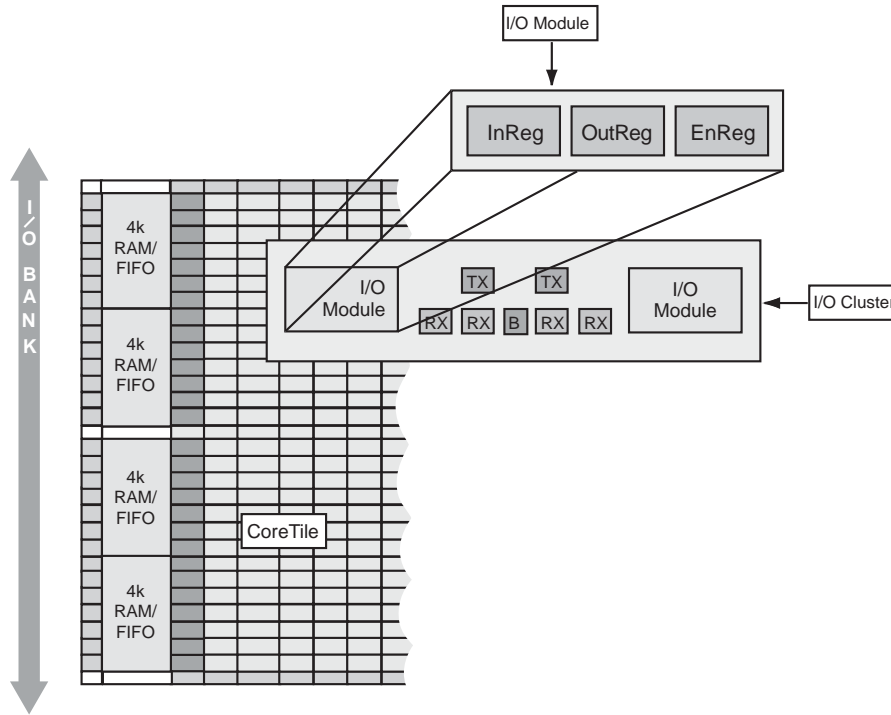 I/O Module
InReg
OutReg
EnReg
I/O BANK
4k
RAM/
FIFO
4k
RAM/
FIFO
I/O
Module
TX
TX
RX
RX
B
RX
RX
I/O
Module
I/O Cluster
4k
RAM/
FIFO
CoreTile
4k
RAM/
FIFO